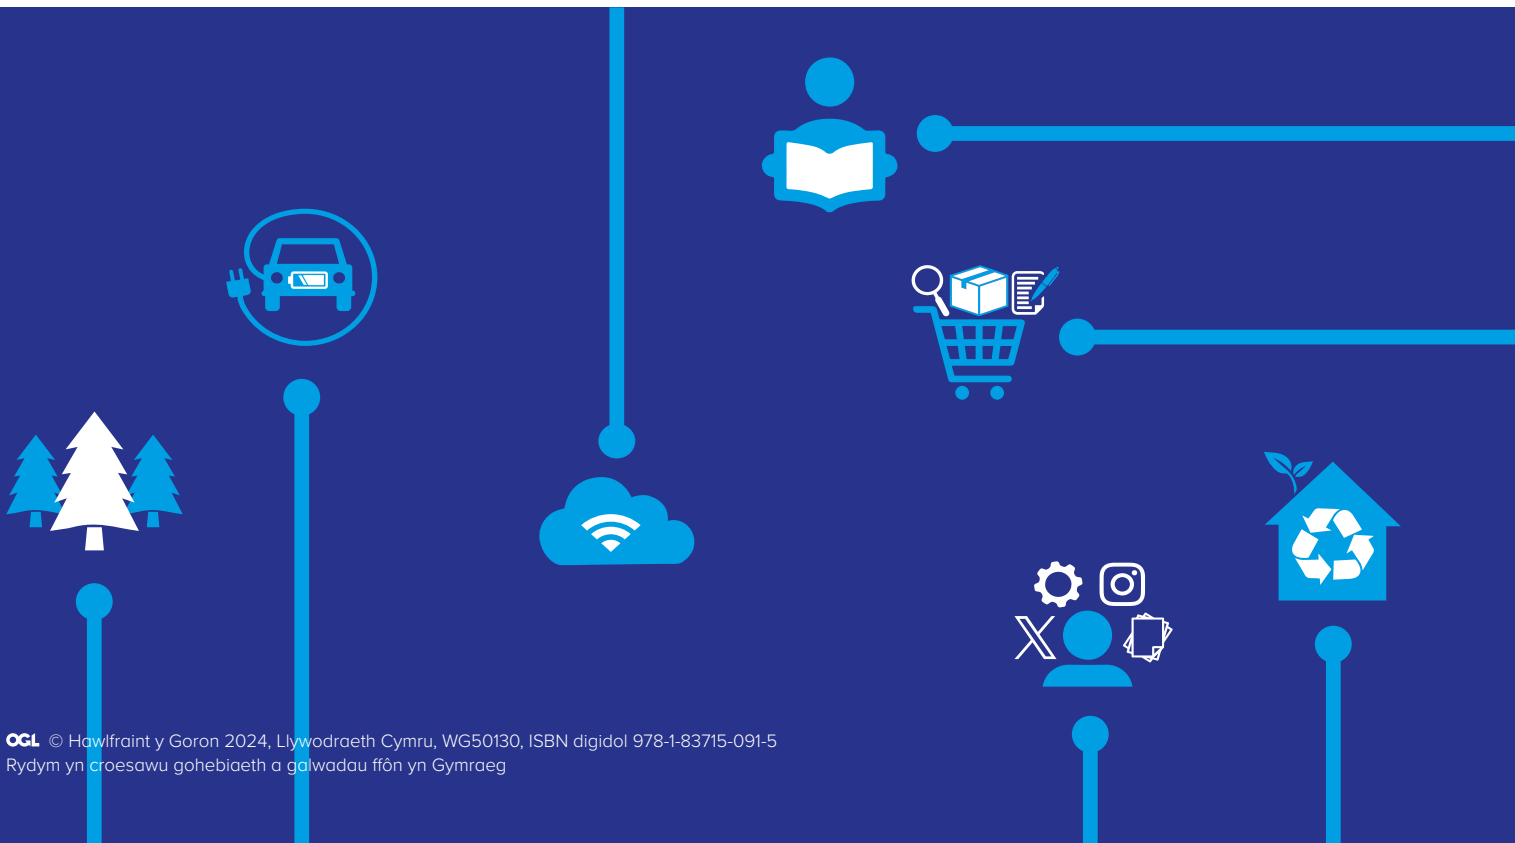 OGL © Hawlfraint y Goron 2024, Llywodraeth Cymru, WG50130, ISBN digidol 978-1-83715-091-5
Rydym yn croesawu gohebiaeth a galwadau ffôn yn Gymraeg